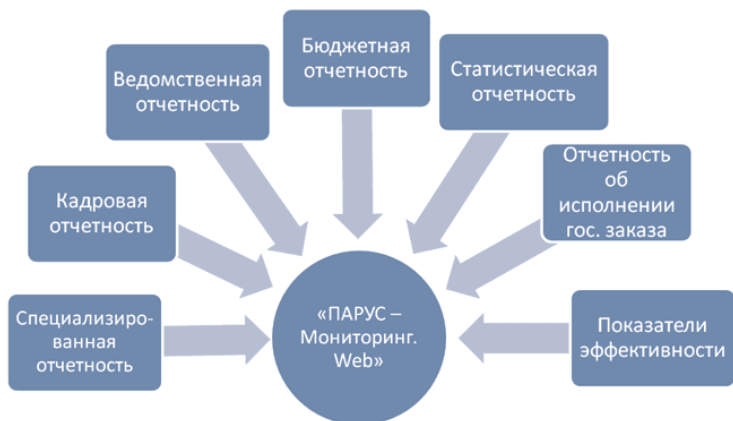 Бюджетная
отчетность
Ведомственная
отчетность
Статистическая
отчетность
Кадровая
отчетность
Отчетность
об
исполнении
гос. заказа
Специализиро-
ванная
отчетность
«ПАРУС –
Мониторинг.
Web»
Показатели
эффективности